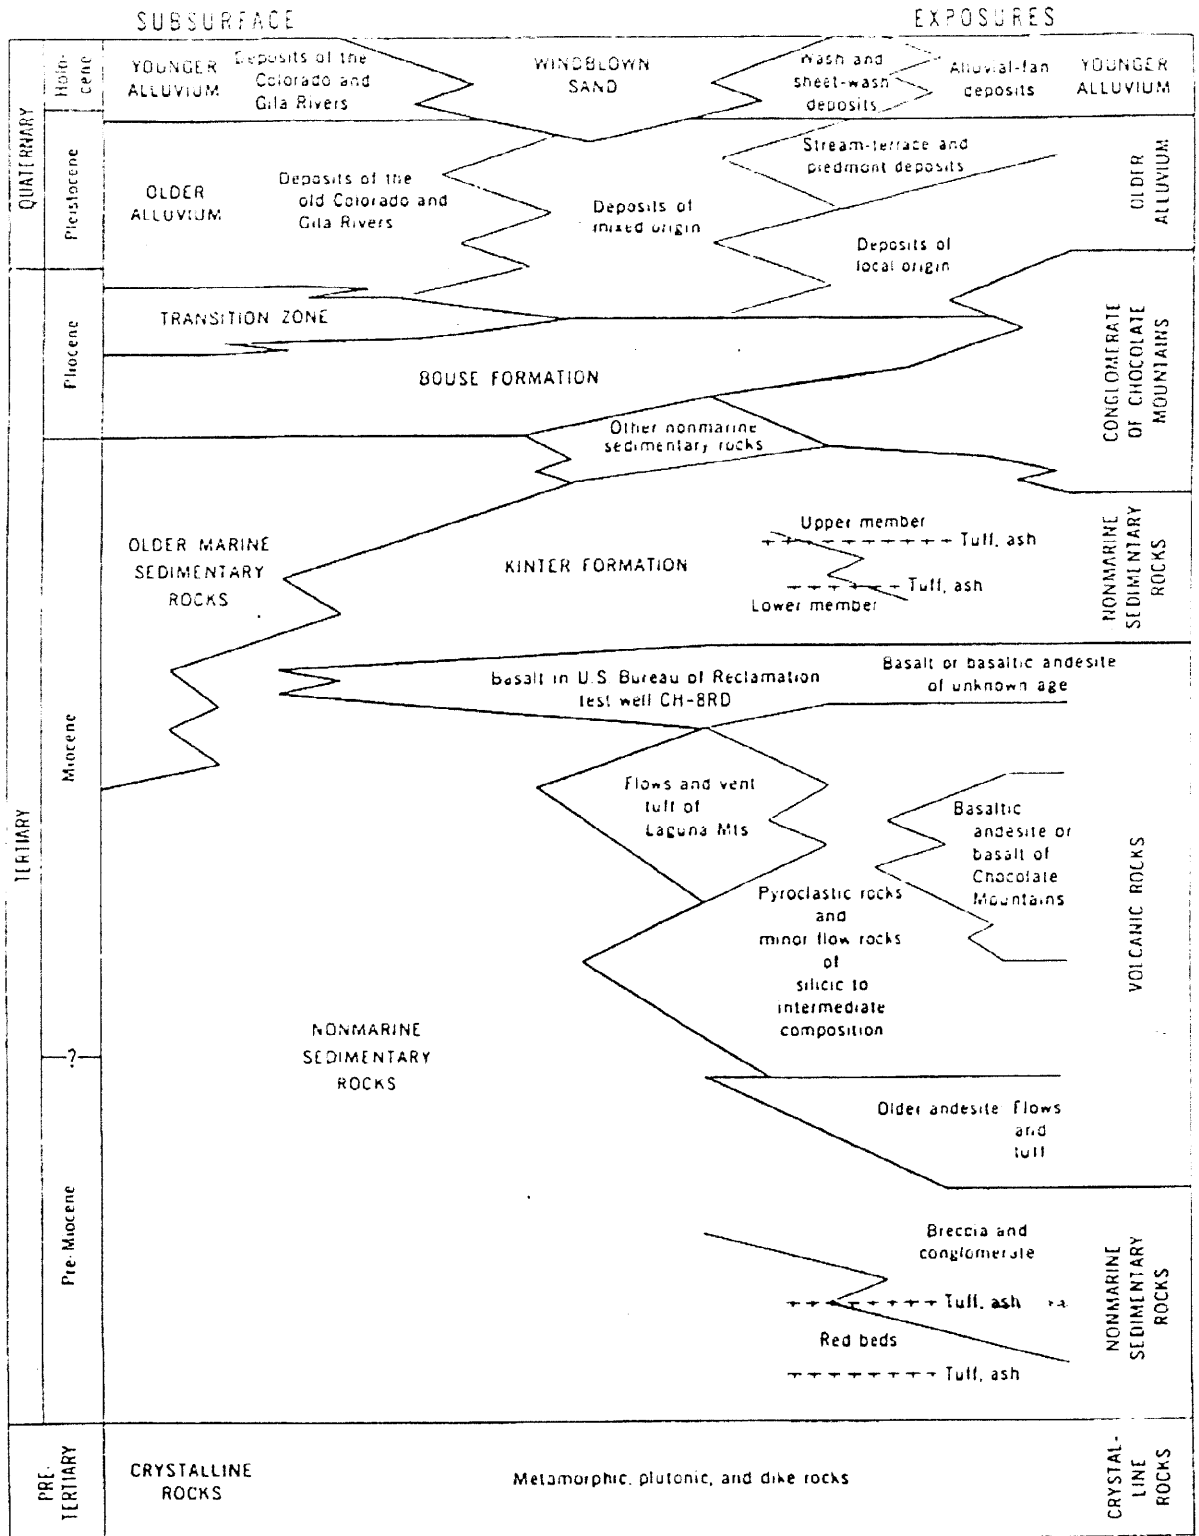 SUBSURFACE
EXPOSURES
QUATERNARY
Holo-
cene
YOUNGER
ALLUVIUM
Deposits of the
Colorado and
Gila Rivers
WINDBLOWN
SAND
Wash and
sheet-wash
deposits
Alluvial-fan
deposits
YOUNGER
ALLUVIUM
Pleistocene
OLDER
ALLUVIUM
Deposits of the
old Colorado and
Gila Rivers
Deposits of
mixed origin
Stream-terrace and
piedmont deposits
Deposits of
local origin
OLDER
ALLUVIUM
TERTIARY
Pliocene
TRANSITION ZONE
BOUSE FORMATION
Other nonmarine
sedimentary rocks
CONGLOMERATE
OF CHOCOLATE
MOUNTAINS
Miocene
OLDER MARINE
SEDIMENTARY
ROCKS
KINTER FORMATION
Upper member
Tuff, ash
Tuff, ash
Lower member
NONMARINE
SEDIMENTARY
ROCKS
Basalt in U.S. Bureau of Reclamation
test well CH-8RD
Basalt or basaltic andesite
of unknown age
Flows and vent
tuff of
Laguna Mts
Basaltic
andesite or
basalt of
Chocolate
Mountains
Pyroclastic rocks
and
minor flow rocks
of
silicic to
intermediate
composition
VOLCANIC ROCKS
?
NONMARINE
SEDIMENTARY
ROCKS
Older andesite flows
and
tuff
Pre-Miocene
Breccia and
conglomerate
Tuff, ash
Red beds
Tuff, ash
NONMARINE
SEDIMENTARY
ROCKS
PRE-
TERTIARY
CRYSTALLINE
ROCKS
Metamorphic, plutonic, and dike rocks
CRYSTAL-
LINE
ROCKS